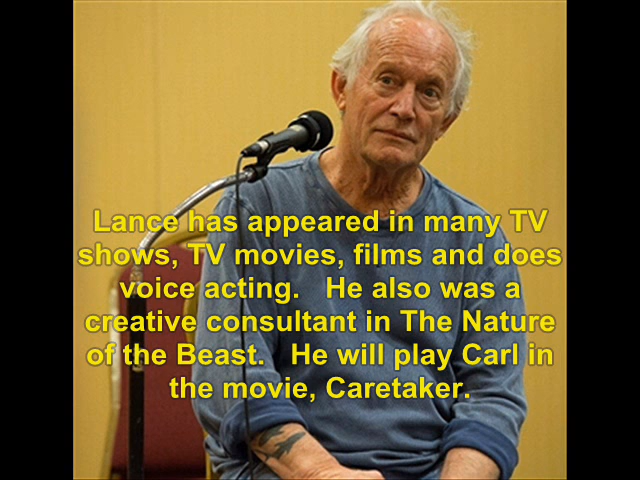 Lance has appeared in many TV
shows, TV movies, films and does
voice acting.   He also was a
creative consultant in The Nature
of the Beast.   He will play Carl in
the movie, Caretaker.